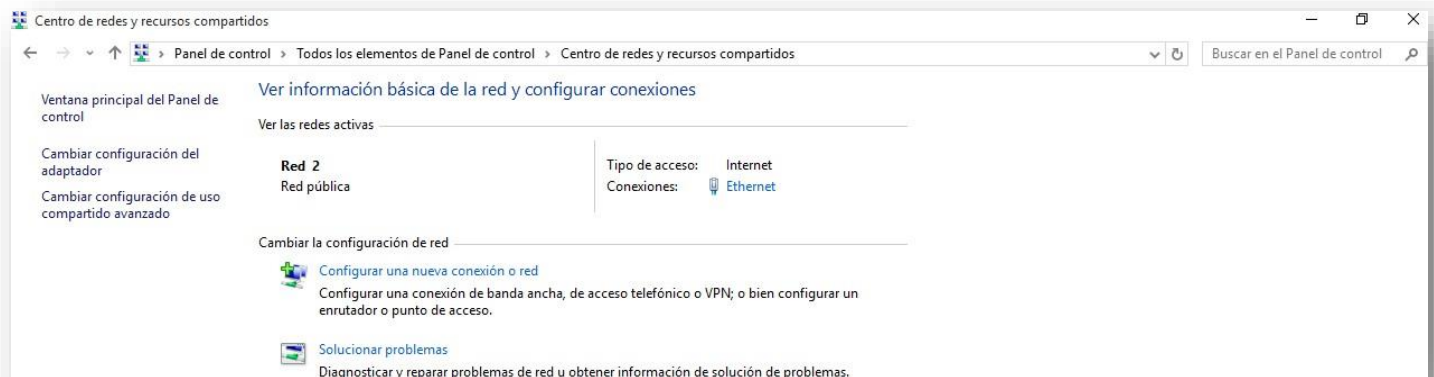 Centro de redes y recursos compartidos
Panel de control > Todos los elementos de Panel de control > Centro de redes y recursos compartidos
Buscar en el Panel de control
Ventana principal del Panel de
control
Cambiar configuración del
adaptador
Cambiar configuración de uso
compartido avanzado
Ver información básica de la red y configurar conexiones
Ver las redes activas
Red 2
Red pública
Tipo de acceso: Internet
Conexiones: Ethernet
Cambiar la configuración de red
Configurar una nueva conexión o red
Configurar una conexión de banda ancha, de acceso telefónico o VPN; o bien configurar un
enrutador o punto de acceso.
Solucionar problemas
Diagnosticar y reparar problemas de red u obtener información de solución de problemas.